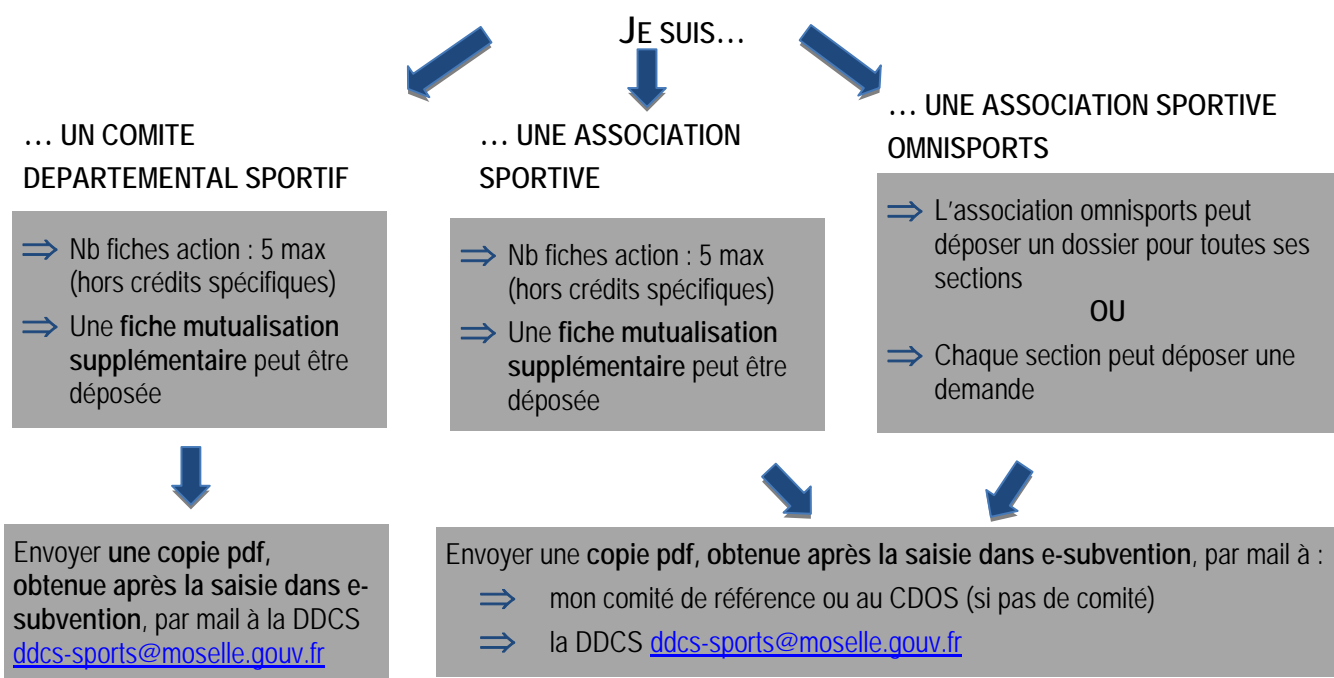 JE SUIS…
… UN COMITE
DEPARTEMENTAL SPORTIF
⇒ Nb fiches action : 5 max
(hors crédits spécifiques)
⇒ Une fiche mutualisation
supplémentaire peut être
déposée
… UNE ASSOCIATION
SPORTIVE
⇒ Nb fiches action : 5 max
(hors crédits spécifiques)
⇒ Une fiche mutualisation
supplémentaire peut être
déposée
… UNE ASSOCIATION SPORTIVE
OMNISPORTS
⇒ L'association omnisports peut
déposer un dossier pour toutes ses
sections
OU
⇒ Chaque section peut déposer une
demande
Envoyer une copie pdf,
obtenue après la saisie dans e-
subvention, par mail à la DDCS
ddcs-sports@moselle.gouv.fr
Envoyer une copie pdf, obtenue après la saisie dans e-subvention, par mail à :
⇒ mon comité de référence ou au CDOS (si pas de comité)
⇒ la DDCS ddcs-sports@moselle.gouv.fr